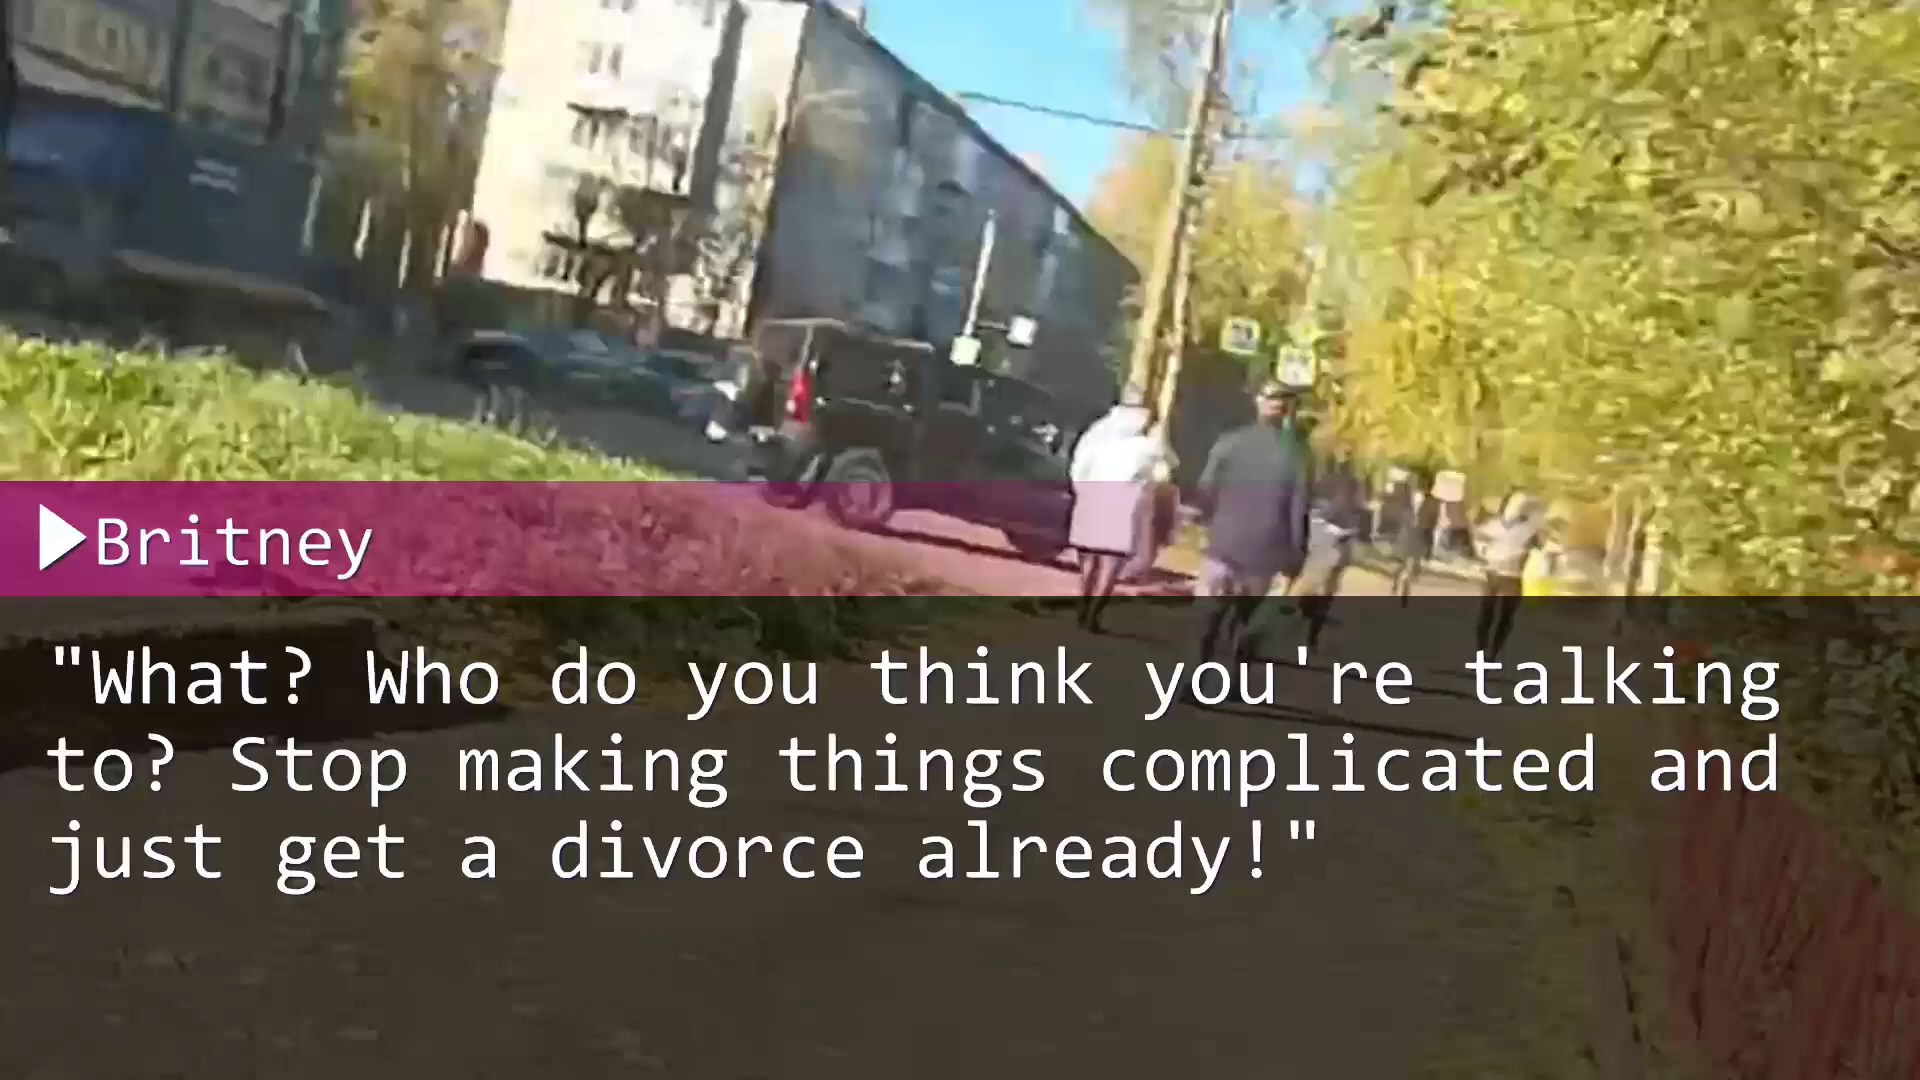 Britney
"What? Who do you think you're talking
to? Stop making things complicated and
just get a divorce already!"